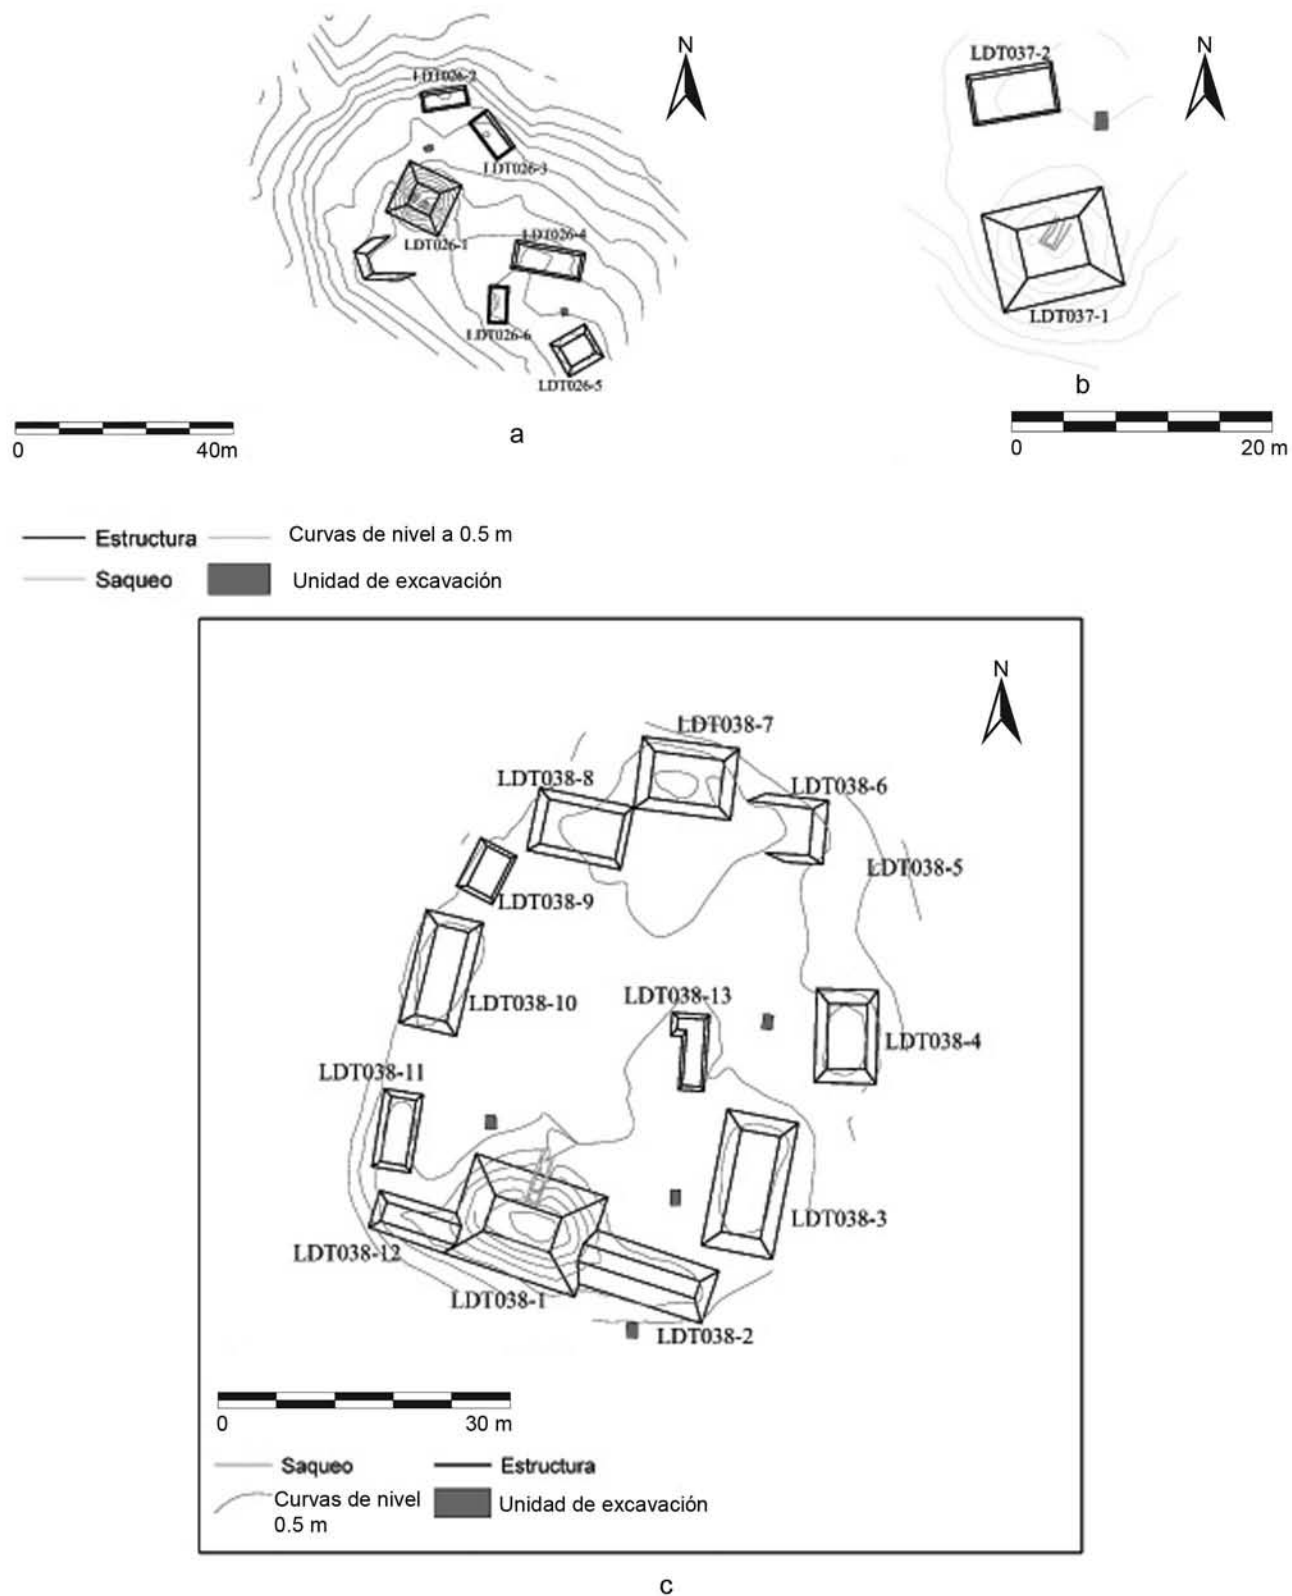 N
LDT026-2
LDT026-3
LDT026-1
LDT026-4
LDT026-6
LDT026-5
0 40m
a
N
LDT037-2
LDT037-1
b
0 20 m
Estructura Curvas de nivel a 0.5 m
Saqueo Unidad de excavación
N
LDT038-7
LDT038-8
LDT038-6
LDT038-5
LDT038-9
LDT038-13
LDT038-10
LDT038-4
LDT038-11
LDT038-3
LDT038-12
LDT038-1
LDT038-2
0 30 m
Saqueo Estructura
Curvas de nivel Unidad de excavación
0.5 m
c